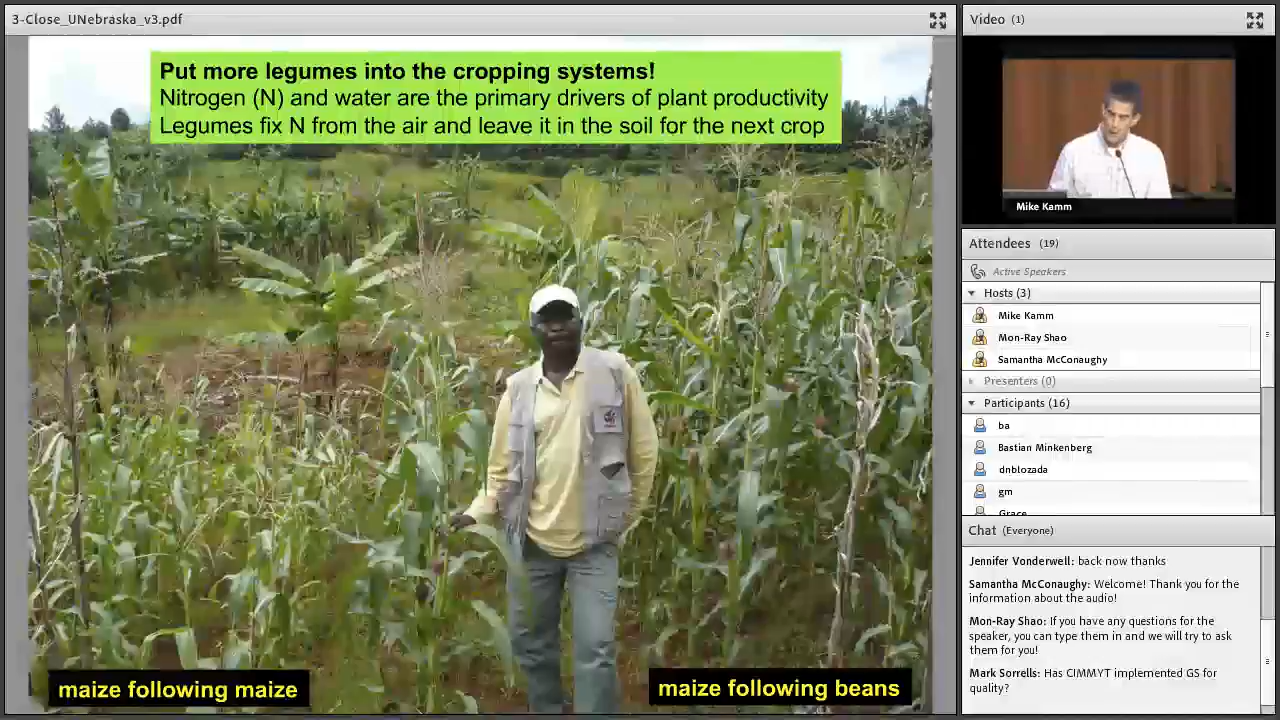 3-Close_UNebraska_v3.pdf
Put more legumes into the cropping systems!
Nitrogen (N) and water are the primary drivers of plant productivity
Legumes fix N from the air and leave it in the soil for the next crop
maize following maize
maize following beans
Video (1)
Mike Kamm
Attendees (19)
Active Speakers
Hosts (3)
Mike Kamm
Mon-Ray Shao
Samantha McConaughy
Presenters (0)
Participants (16)
ba
Bastian Minkenberg
dnblozada
gm
Grace
Chat (Everyone)
Jennifer Vonderwell: back now thanks
Samantha McConaughy: Welcome! Thank you for the
information about the audio!
Mon-Ray Shao: If you have any questions for the
speaker, you can type them in and we will try to ask
them for you!
Mark Sorrells: Has CIMMYT implemented GS for
quality?